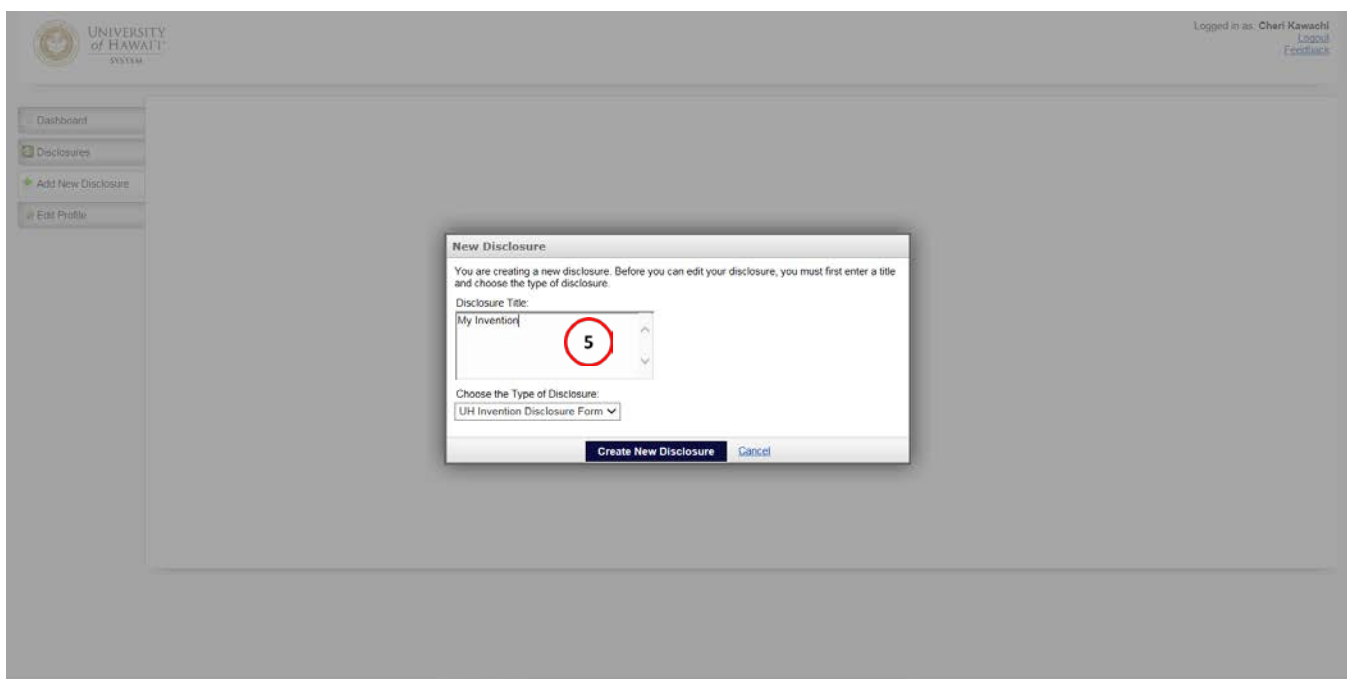 UNIVERSITY
of HAWAI‘I®
SYSTEM
Logged in as: Cheri Kawachi
Logout
Feedback
Dashboard
Disclosures
Add New Disclosure
Edit Profile
New Disclosure
You are creating a new disclosure. Before you can edit your disclosure, you must first enter a title
and choose the type of disclosure.
Disclosure Title:
My Invention
5
Choose the Type of Disclosure:
UH Invention Disclosure Form
Create New Disclosure Cancel